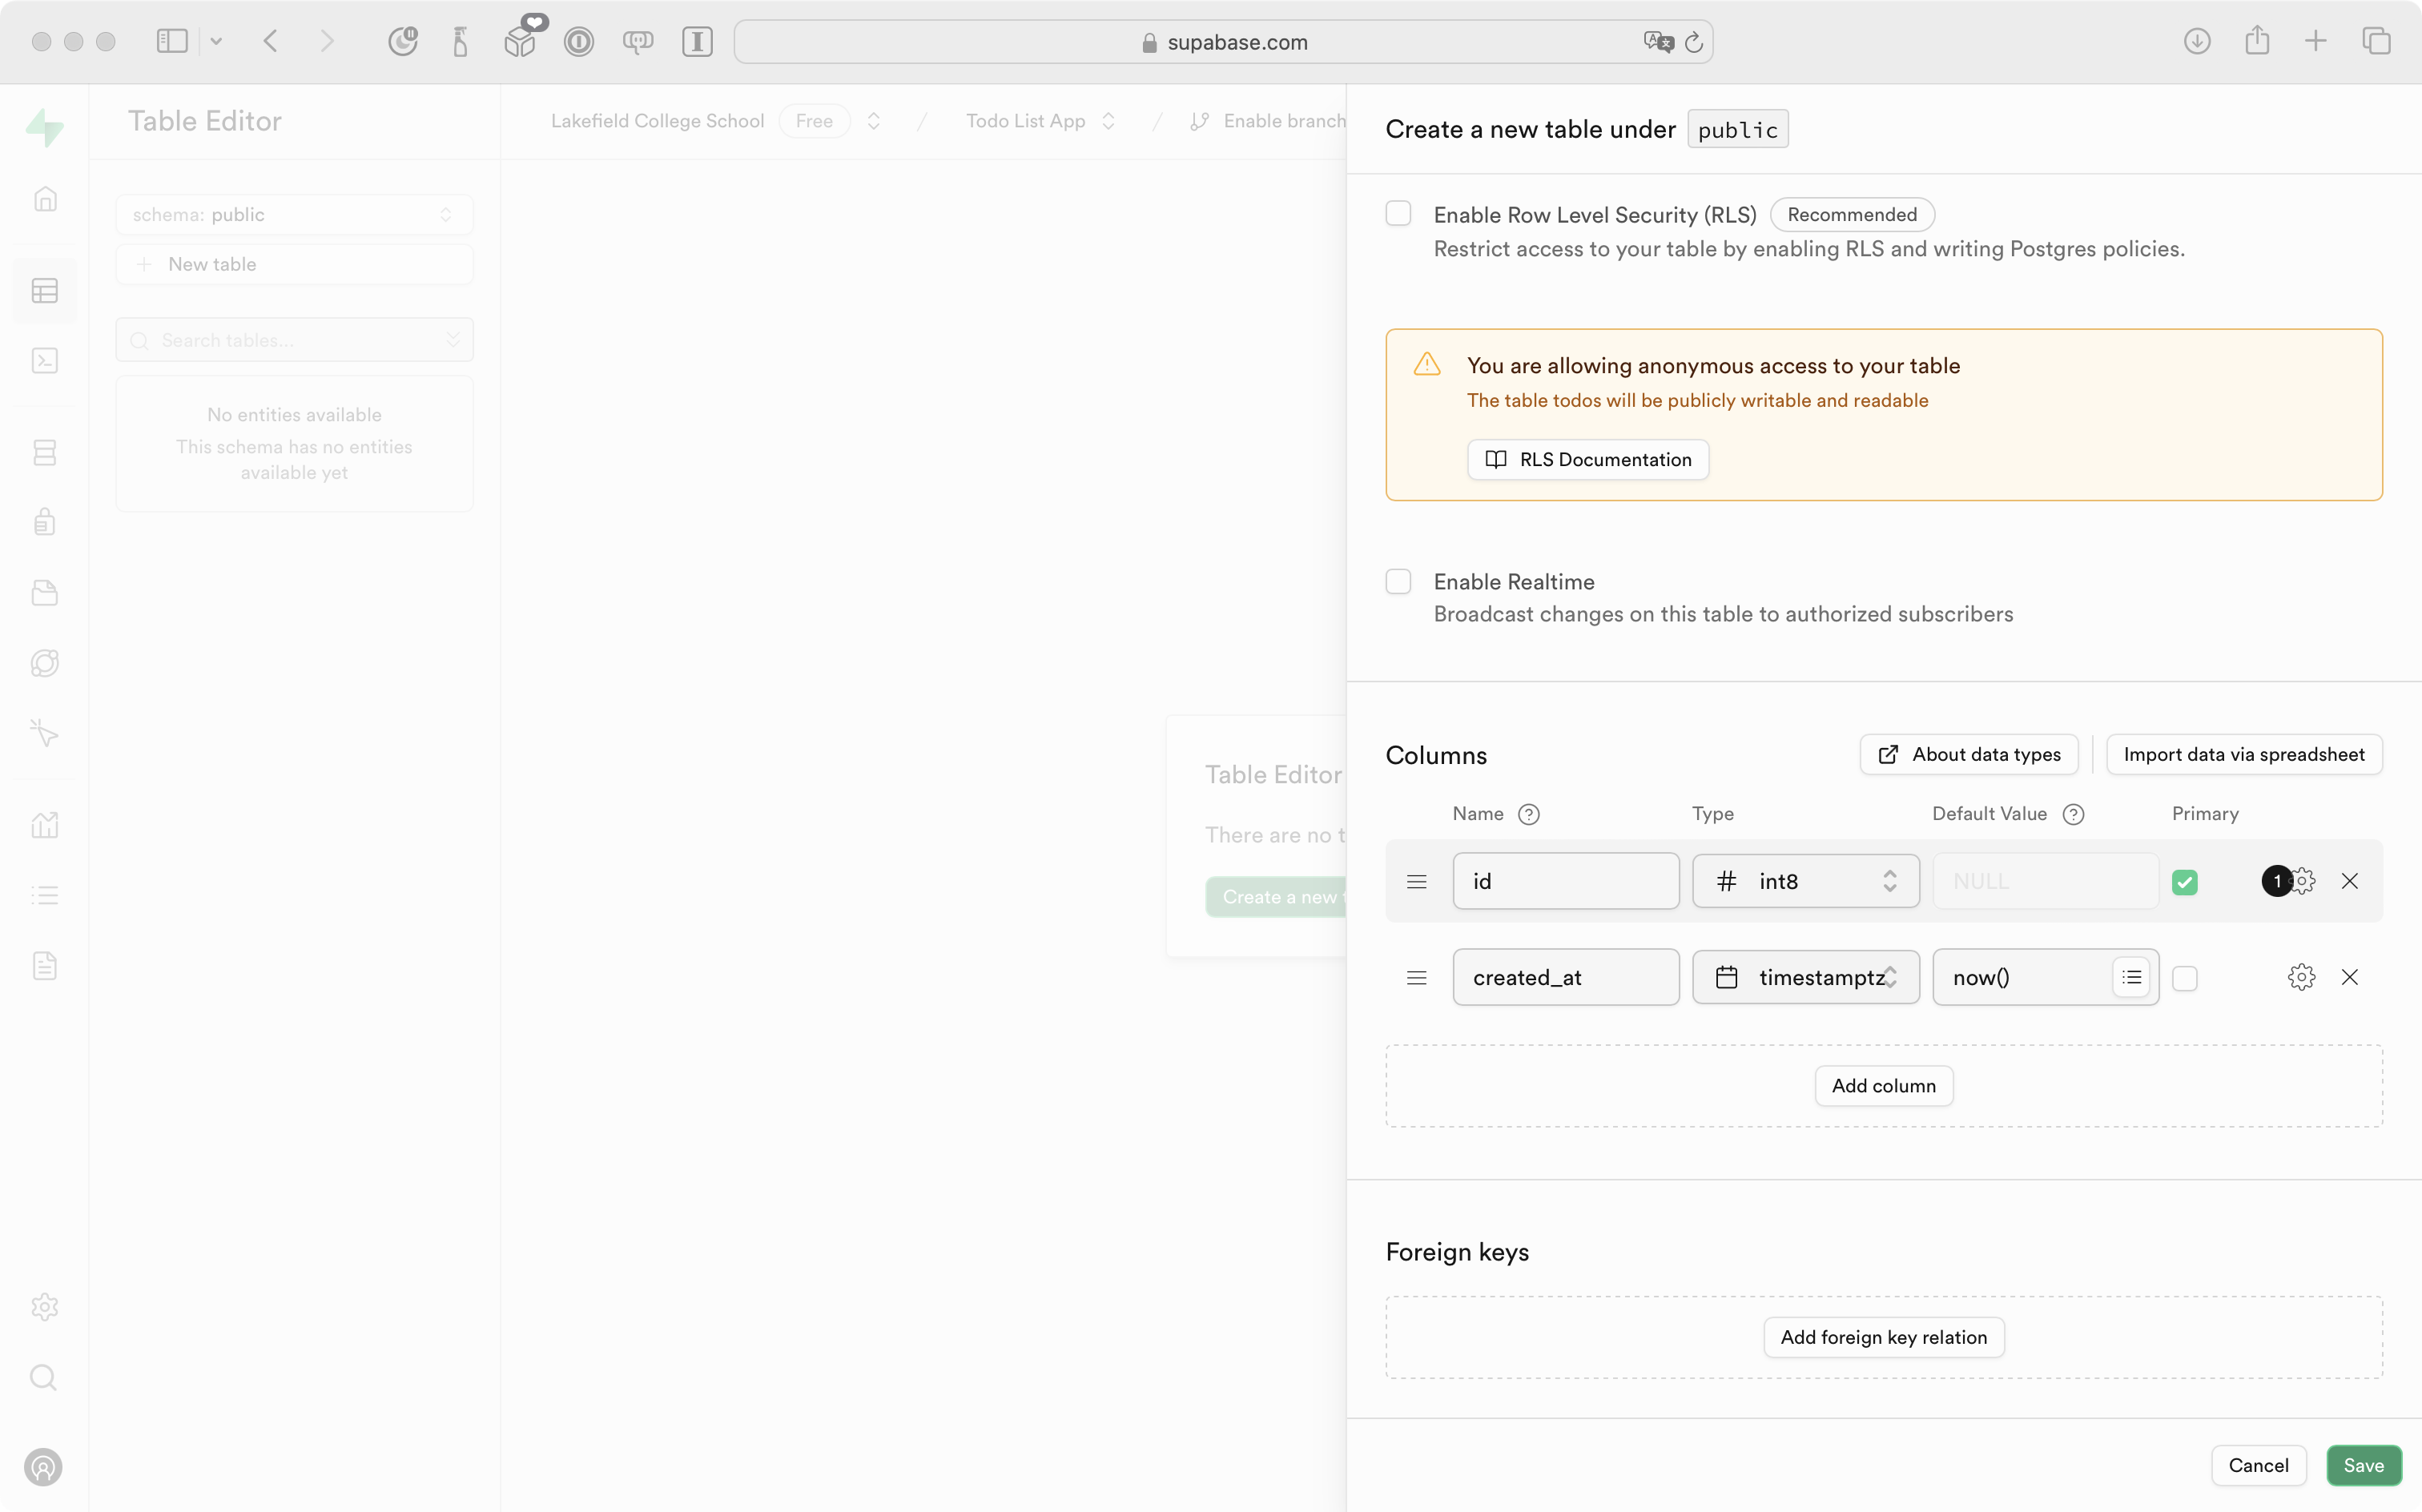 supabase.com
Table Editor
Lakefield College School Free / Todo List App / Enable branch
schema: public
New table
Search tables...
No entities available
This schema has no entities
available yet
Table Editor
There are no t
Create a new t
Create a new table under public
Enable Row Level Security (RLS) Recommended
Restrict access to your table by enabling RLS and writing Postgres policies.
You are allowing anonymous access to your table
The table todos will be publicly writable and readable
RLS Documentation
Enable Realtime
Broadcast changes on this table to authorized subscribers
Columns About data types Import data via spreadsheet
Name Type Default Value Primary
id # int8 NULL 1
created_at timestamptz now()
Add column
Foreign keys
Add foreign key relation
Cancel Save